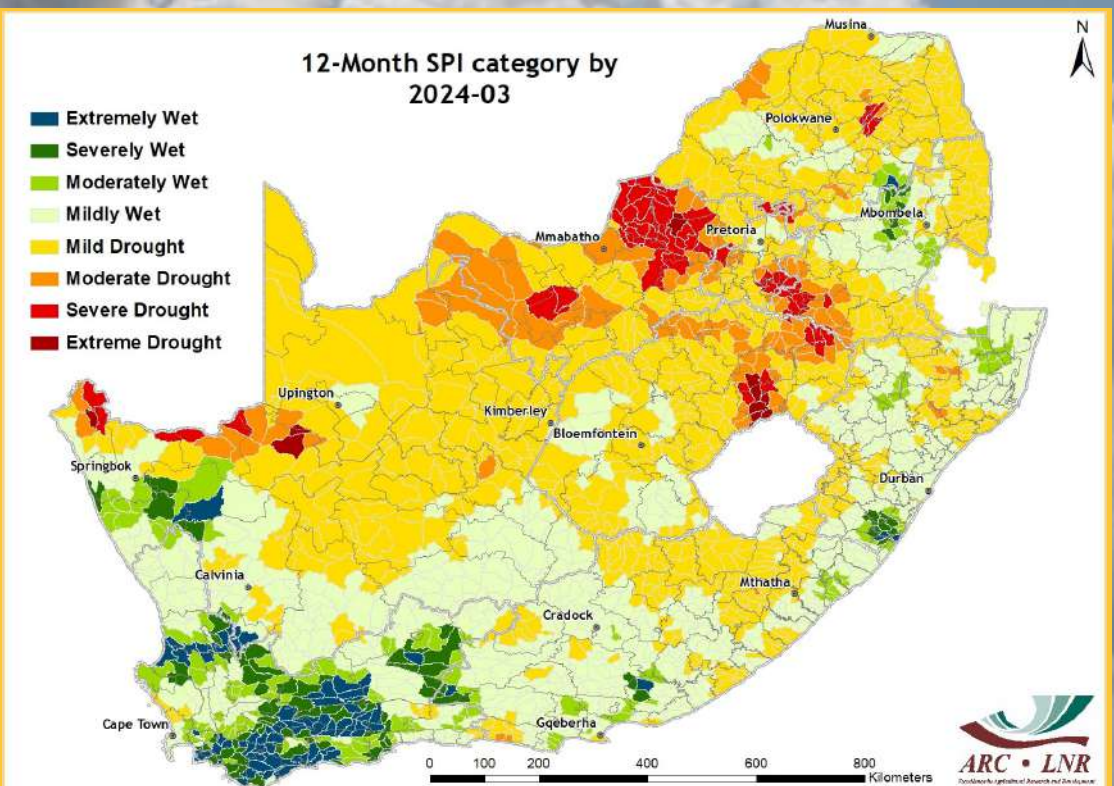 12-Month SPI category by
2024-03
N
Extremely Wet
Severely Wet
Moderately Wet
Mildly Wet
Mild Drought
Moderate Drought
Severe Drought
Extreme Drought
Musina
Polokwane
Mbombela
Pretoria
Mmabatho
Upington
Kimberley
Bloemfontein
Springbok
Durban
Calvinia
Mthatha
Cradock
Cape Town
Gqeberha
0 100 200 400 600 800
Kilometers
ARC • LNR